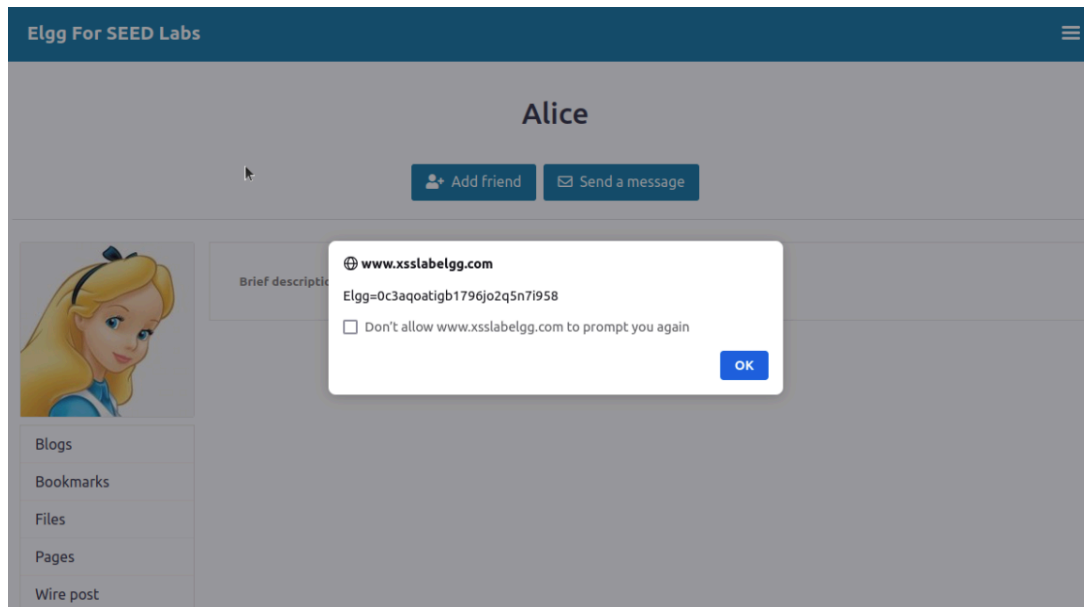 Elgg For SEED Labs
Alice
Add friend
Send a message
Brief descriptio
www.xsslabelgg.com
Elgg=0c3aqoatigb1796jo2q5n7i958
Don't allow www.xsslabelgg.com to prompt you again
OK
Blogs
Bookmarks
Files
Pages
Wire post